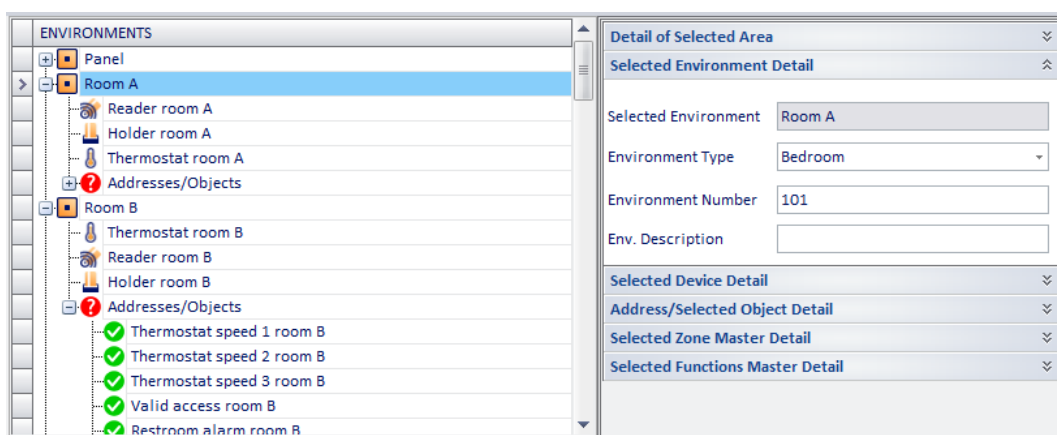 ENVIRONMENTS
Panel
Room A
Reader room A
Holder room A
Thermostat room A
Addresses/Objects
Room B
Thermostat room B
Reader room B
Holder room B
Addresses/Objects
Thermostat speed 1 room B
Thermostat speed 2 room B
Thermostat speed 3 room B
Valid access room B
Restroom alarm room B
Detail of Selected Area
Selected Environment Detail
Selected Environment Room A
Environment Type Bedroom
Environment Number 101
Env. Description
Selected Device Detail
Address/Selected Object Detail
Selected Zone Master Detail
Selected Functions Master Detail